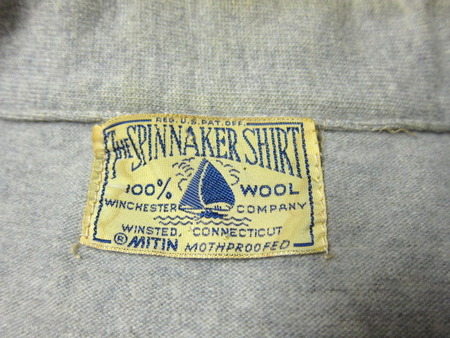 REG. U.S. PAT. OFF.
THE SPINNAKER SHIRT
100% WOOL
WINCHESTER COMPANY
WINSTED, CONNECTICUT
® MITIN MOTHPROOFED